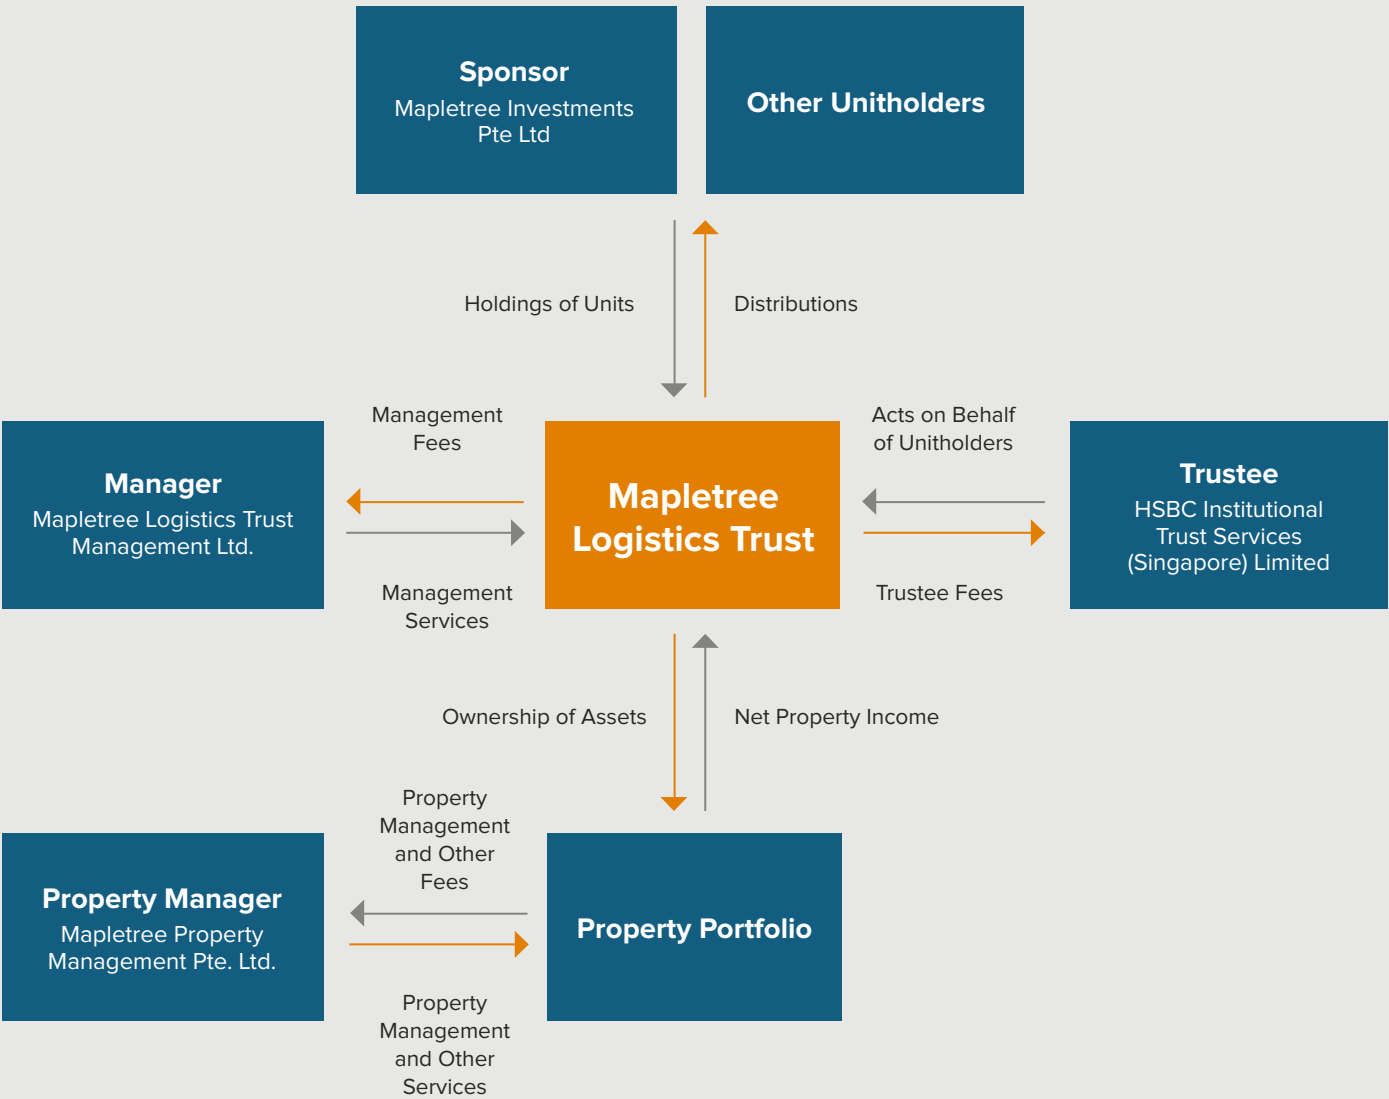 Sponsor
Mapletree Investments
Pte Ltd
Other Unitholders
Holdings of Units
Distributions
Management
Fees
Acts on Behalf
of Unitholders
Manager
Mapletree Logistics Trust
Management Ltd.
Mapletree
Logistics Trust
Trustee
HSBC Institutional
Trust Services
(Singapore) Limited
Management
Services
Trustee Fees
Ownership of Assets
Net Property Income
Property
Management
and Other
Fees
Property Manager
Mapletree Property
Management Pte. Ltd.
Property Portfolio
Property
Management
and Other
Services